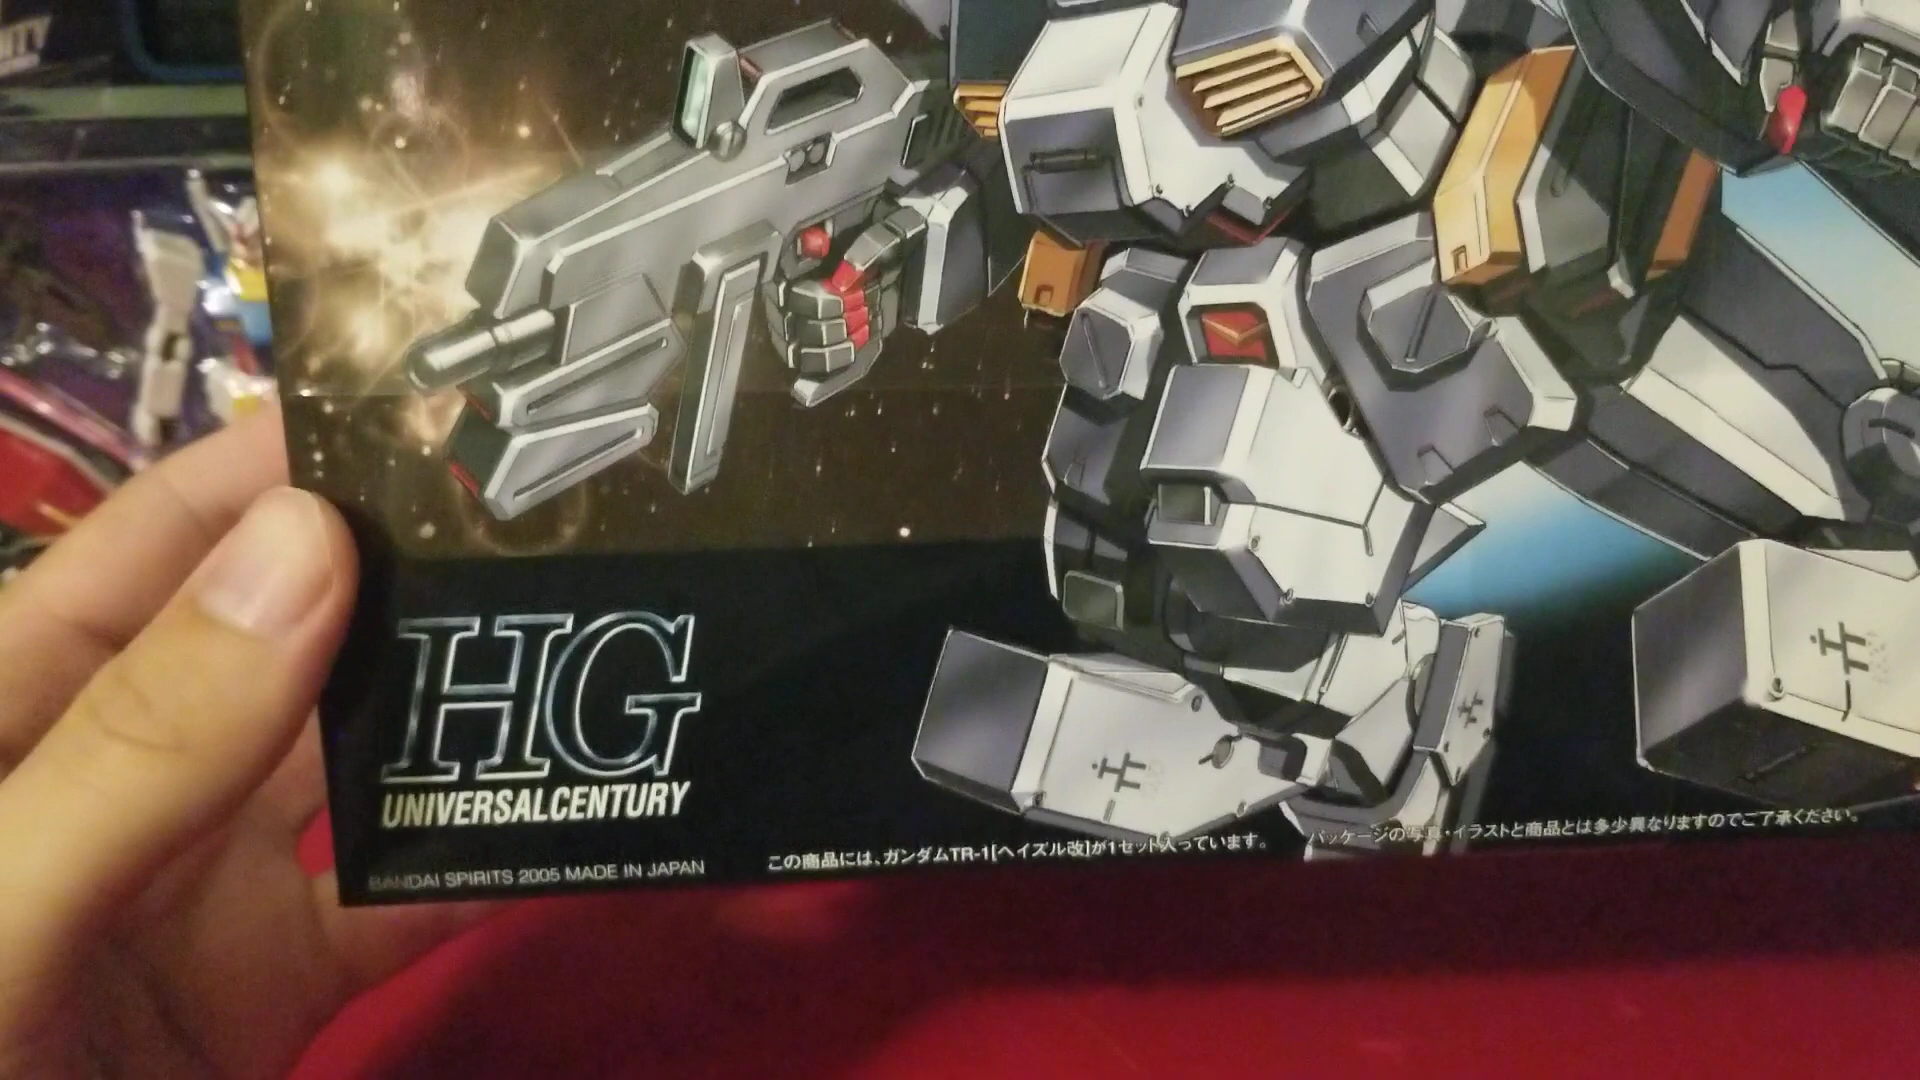 HG
UNIVERSAL CENTURY
BANDAI SPIRITS 2005 MADE IN JAPAN
この商品には、ガンダムTR-1[ヘイズル改]が1セット入っています。
パッケージの写真・イラストと商品とは多少異なりますのでご了承ください。